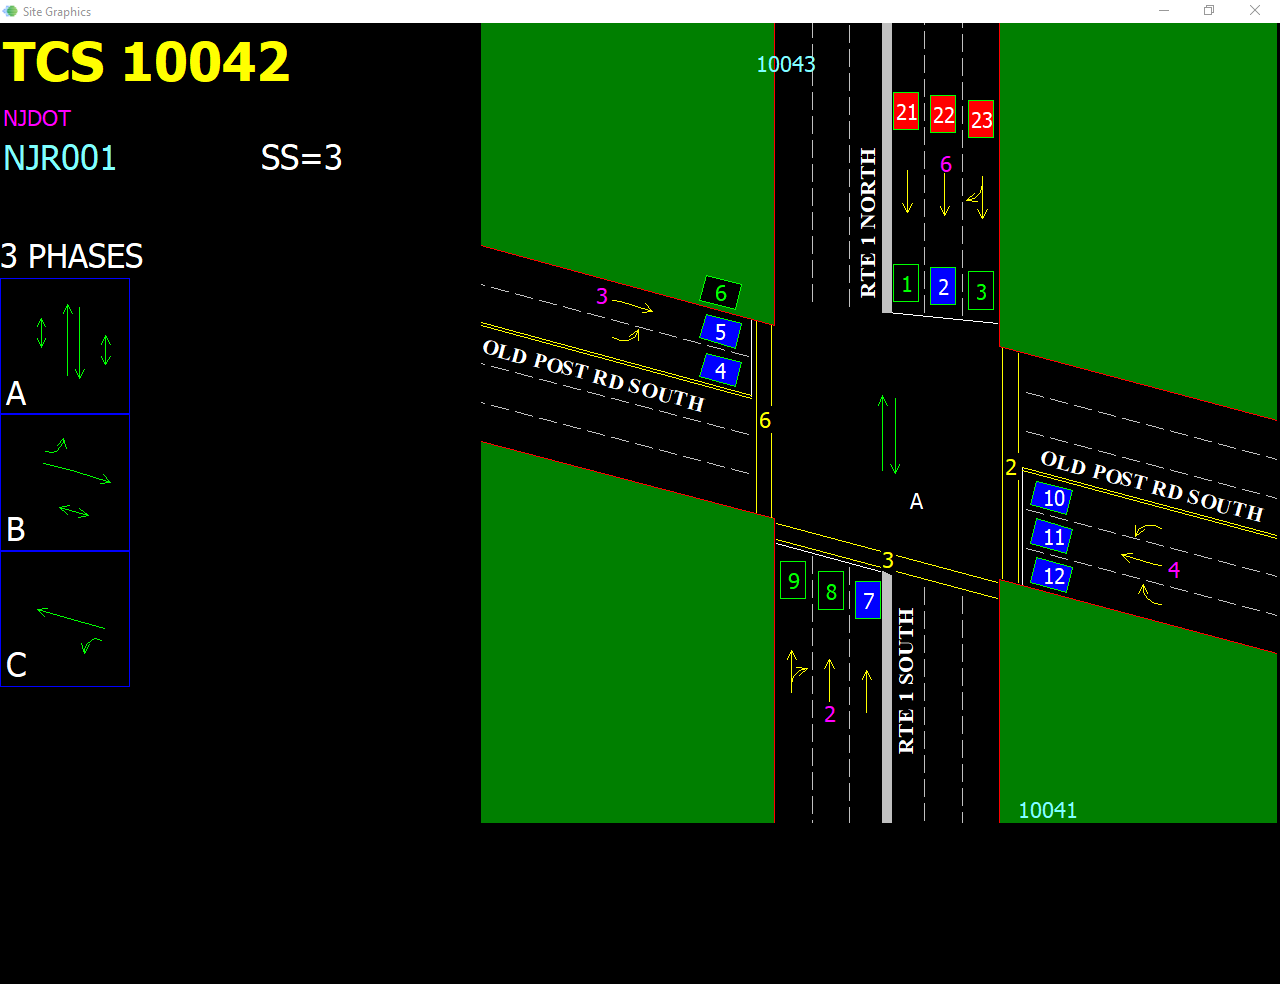 Site Graphics
TCS 10042
NJDOT
NJR001 SS=3
3 PHASES
A
B
C
10043
21 22 23
6
RTE 1 NORTH
1 2 3
3
6
5
4
OLD POST RD SOUTH
6
2
A
OLD POST RD SOUTH
10
11
12
4
3
9 8 7
2
RTE 1 SOUTH
10041